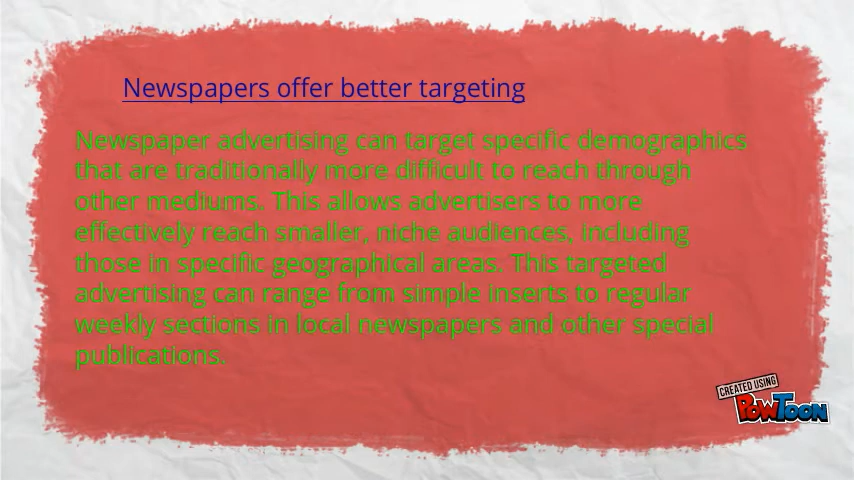 Newspapers offer better targeting
Newspaper advertising can target specific demographics
that are traditionally more difficult to reach through
other mediums. This allows advertisers to more
effectively reach smaller, niche audiences, including
those in specific geographical areas. This targeted
advertising can range from simple inserts to regular
weekly sections in local newspapers and other special
publications.
CREATED USING
POWTOON